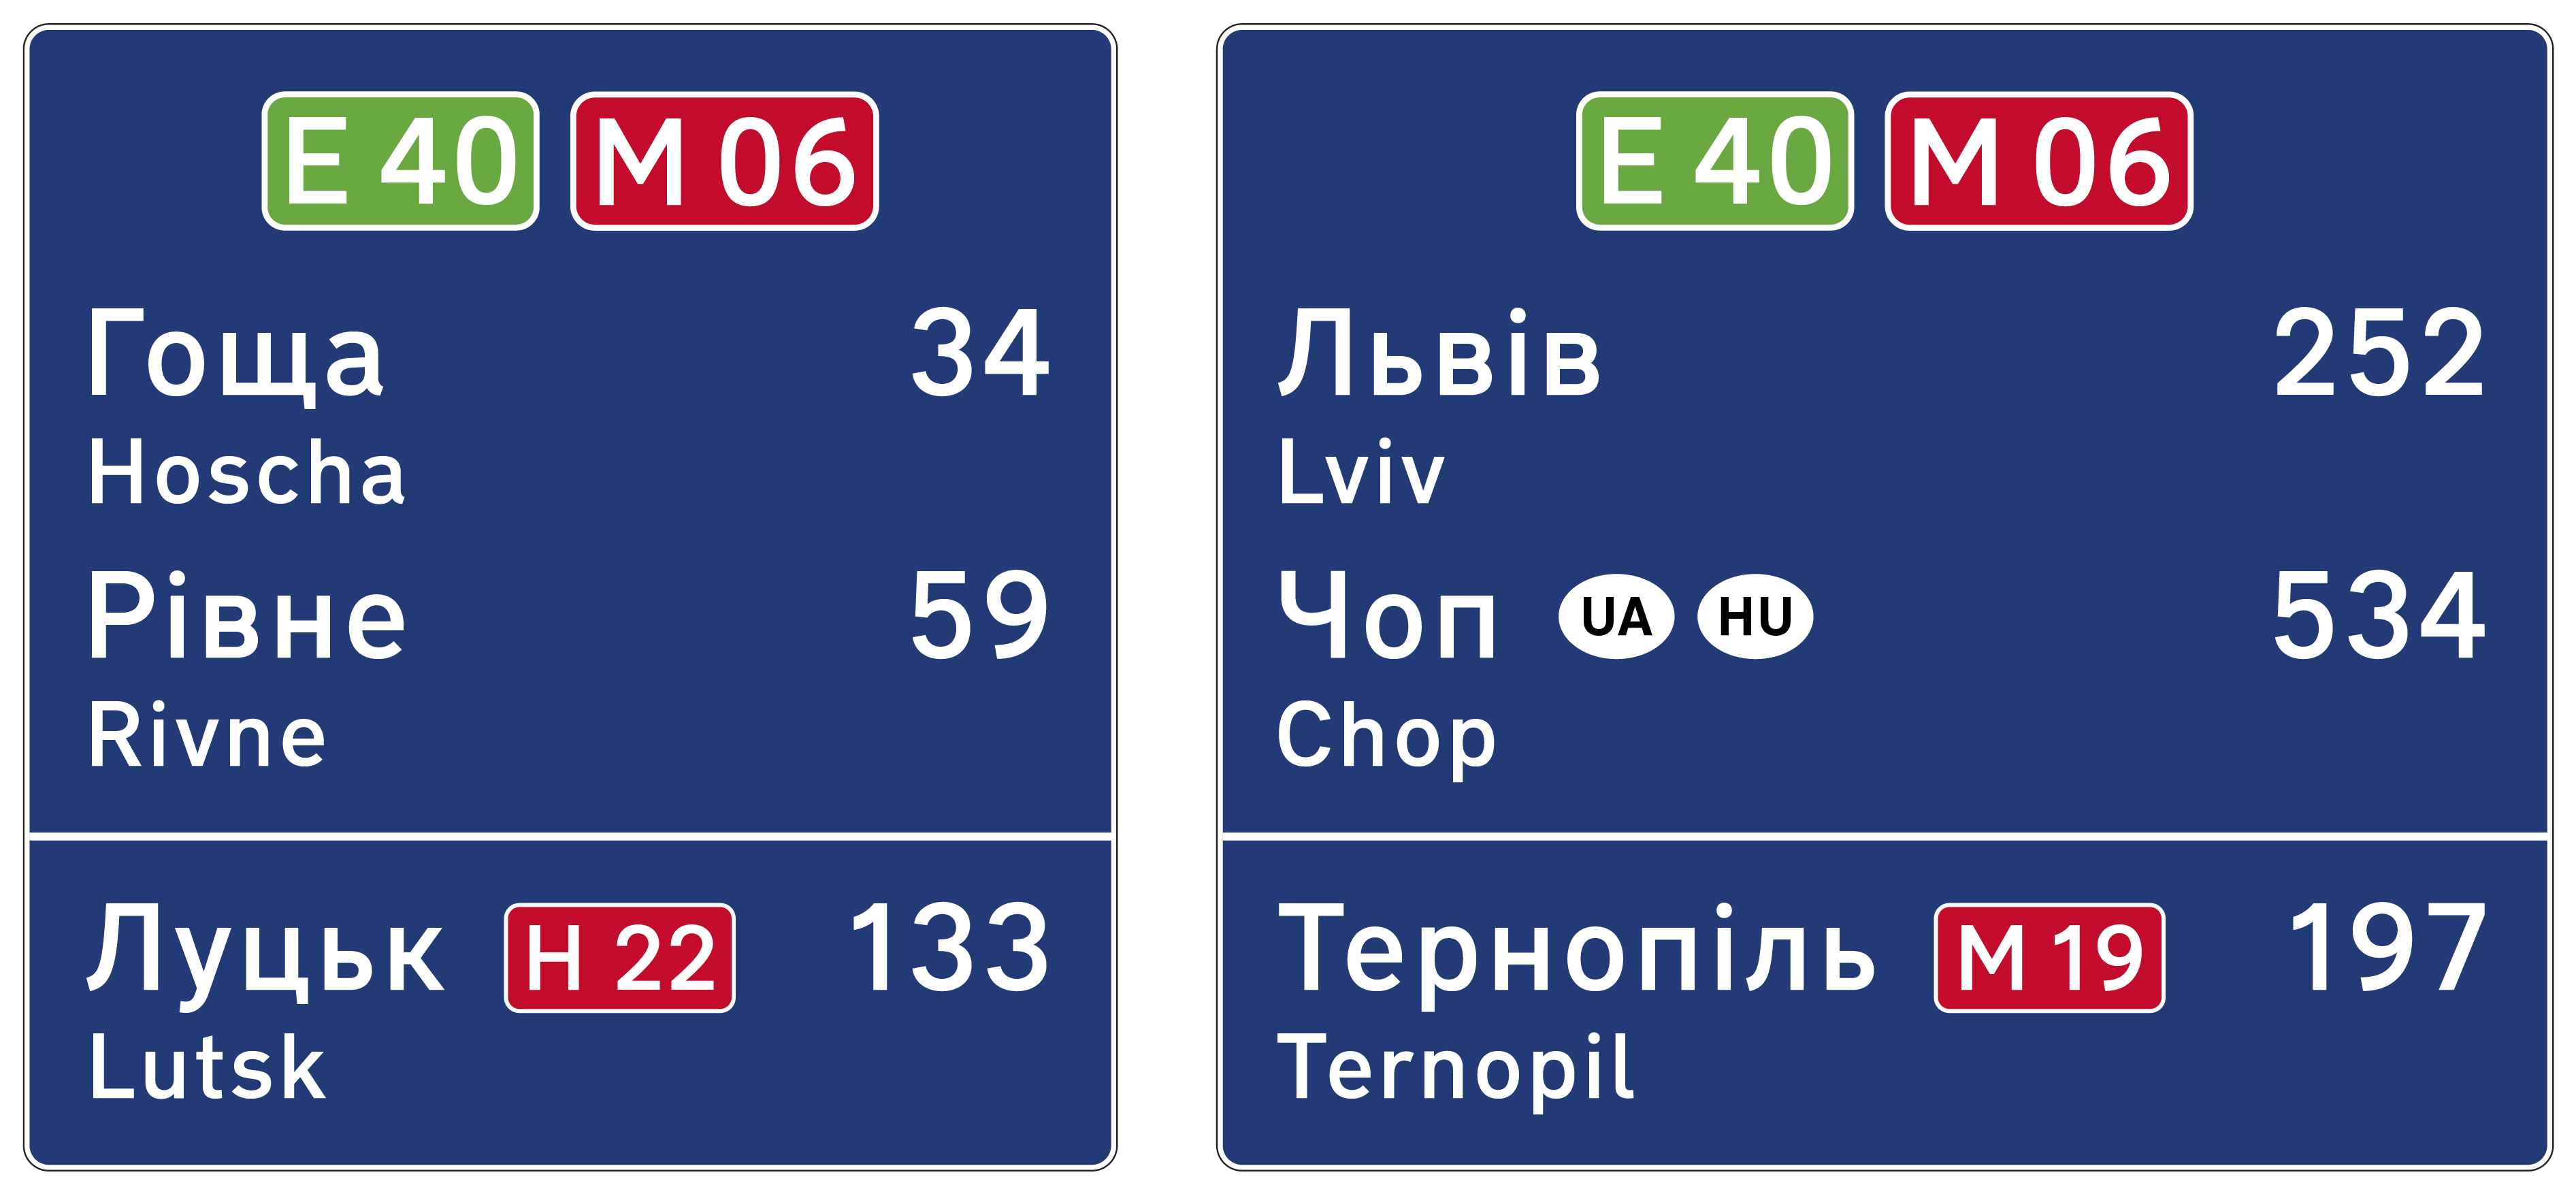 E 40 M 06
Гоща 34
Hoscha
Рівне 59
Rivne
Луцьк Н 22 133
Lutsk
E 40 M 06
Львів 252
Lviv
Чоп UA HU 534
Chop
Тернопіль М 19 197
Ternopil